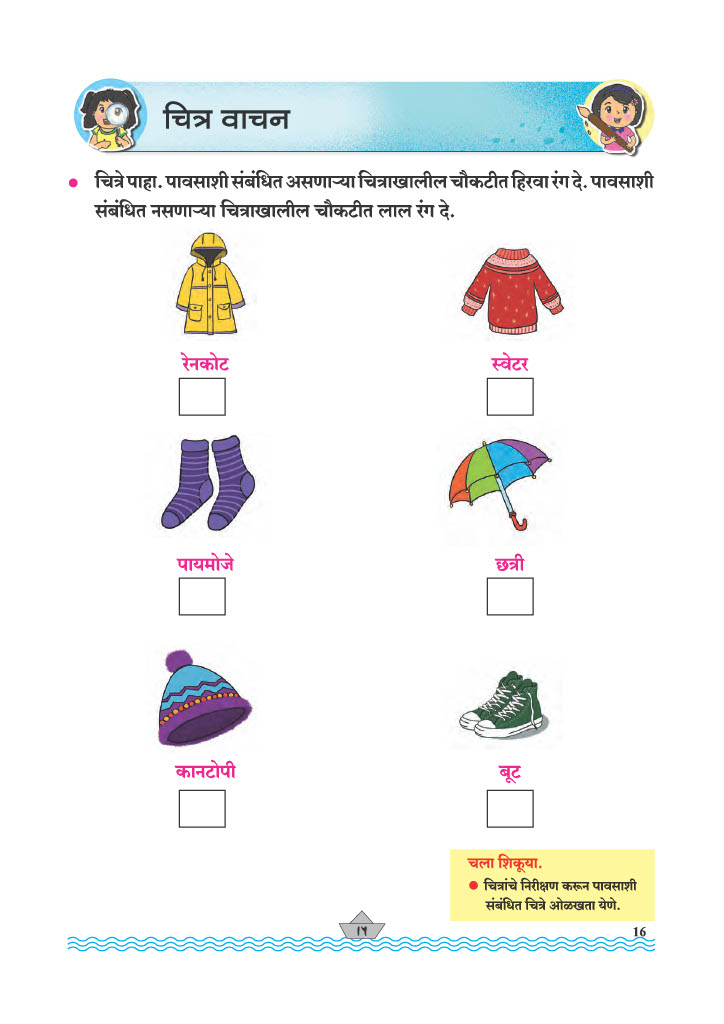 चित्र वाचन
● चित्रे पाहा. पावसाशी संबंधित असणाऱ्या चित्राखालील चौकटीत हिरवा रंग दे. पावसाशी
संबंधित नसणाऱ्या चित्राखालील चौकटीत लाल रंग दे.
रेनकोट
स्वेटर
पायमोजे
छत्री
कानटोपी
बूट
चला शिकूया.
● चित्रांचे निरीक्षण करून पावसाशी
संबंधित चित्रे ओळखता येणे.
१५
16